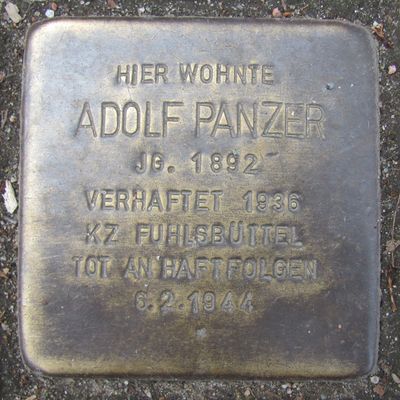 HIER WOHNTE
ADOLF PANZER
JG. 1892
VERHAFTET 1936
KZ FUHLSBÜTTEL
TOT AN HAFTFOLGEN
6.2.1944